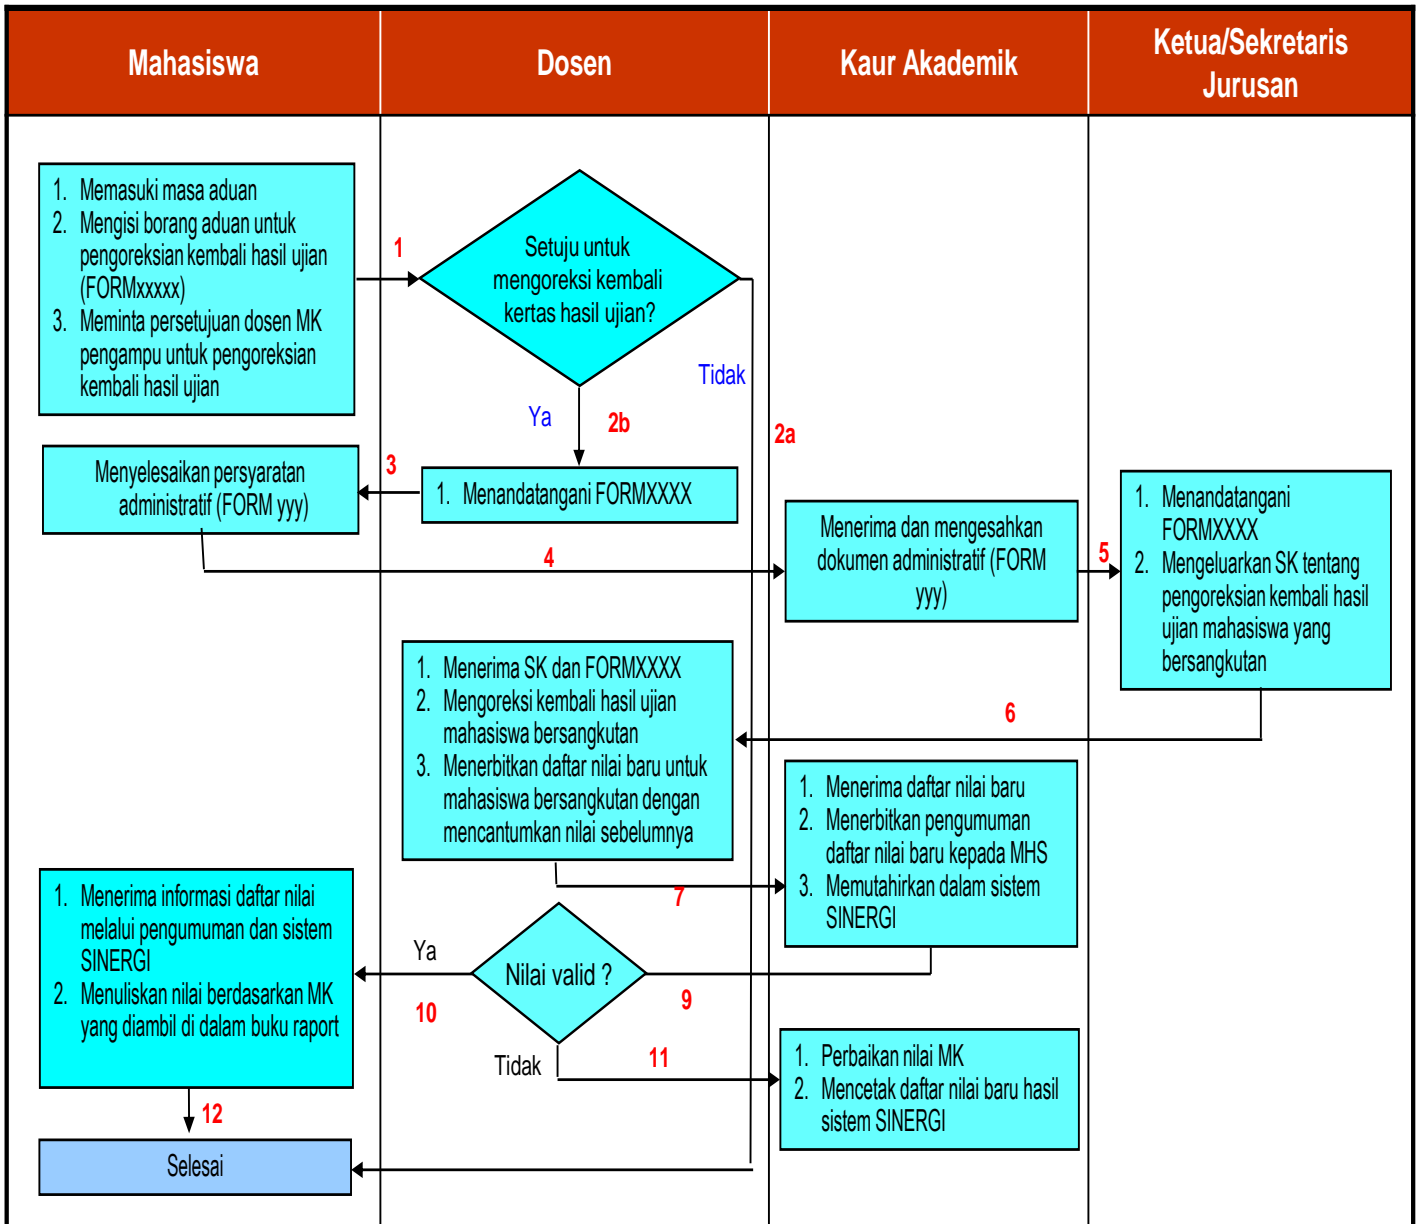 Mahasiswa
Dosen
Kaur Akademik
Ketua/Sekretaris
Jurusan
1. Memasuki masa aduan
2. Mengisi borang aduan untuk
pengoreksian kembali hasil ujian
(FORMxxxxx)
3. Meminta persetujuan dosen MK
pengampu untuk pengoreksian
kembali hasil ujian
1
Setuju untuk
mengoreksi kembali
kertas hasil ujian?
Tidak
Ya
2b
2a
Menyelesaikan persyaratan
administratif (FORM yyy)
3
1. Menandatangani FORMXXXX
4
Menerima dan mengesahkan
dokumen administratif (FORM
yyy)
5
1. Menandatangani
FORMXXXX
2. Mengeluarkan SK tentang
pengoreksian kembali hasil
ujian mahasiswa yang
bersangkutan
6
1. Menerima SK dan FORMXXXX
2. Mengoreksi kembali hasil ujian
mahasiswa bersangkutan
3. Menerbitkan daftar nilai baru untuk
mahasiswa bersangkutan dengan
mencantumkan nilai sebelumnya
7
1. Menerima daftar nilai baru
2. Menerbitkan pengumuman
daftar nilai baru kepada MHS
3. Memutahirkan dalam sistem
SINERGI
1. Menerima informasi daftar nilai
melalui pengumuman dan sistem
SINERGI
2. Menuliskan nilai berdasarkan MK
yang diambil di dalam buku raport
Ya
10
Nilai valid ?
9
Tidak
11
1. Perbaikan nilai MK
2. Mencetak daftar nilai baru hasil
sistem SINERGI
12
Selesai